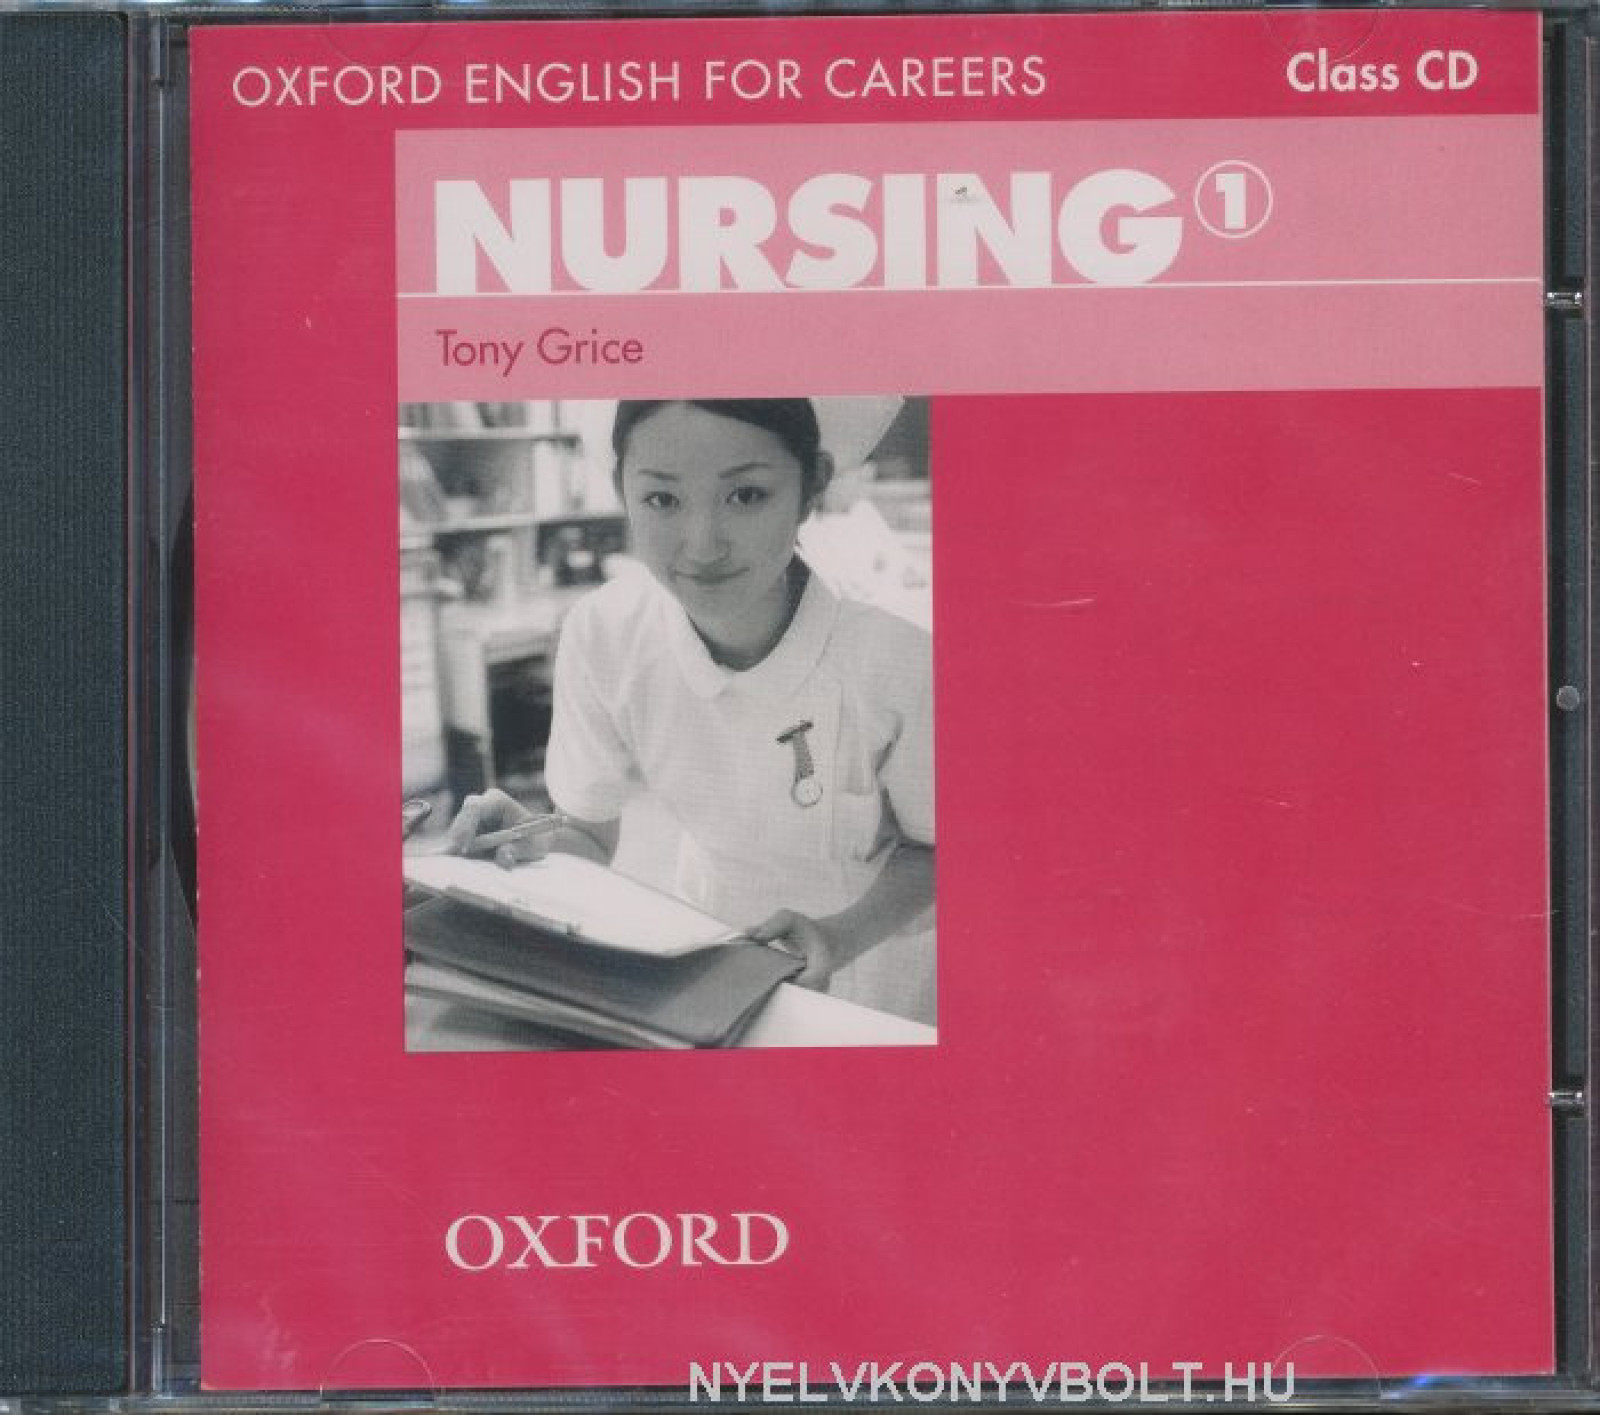 OXFORD ENGLISH FOR CAREERS
Class CD
NURSING 1
Tony Grice
OXFORD
NYELVKONYVBOLT.HU